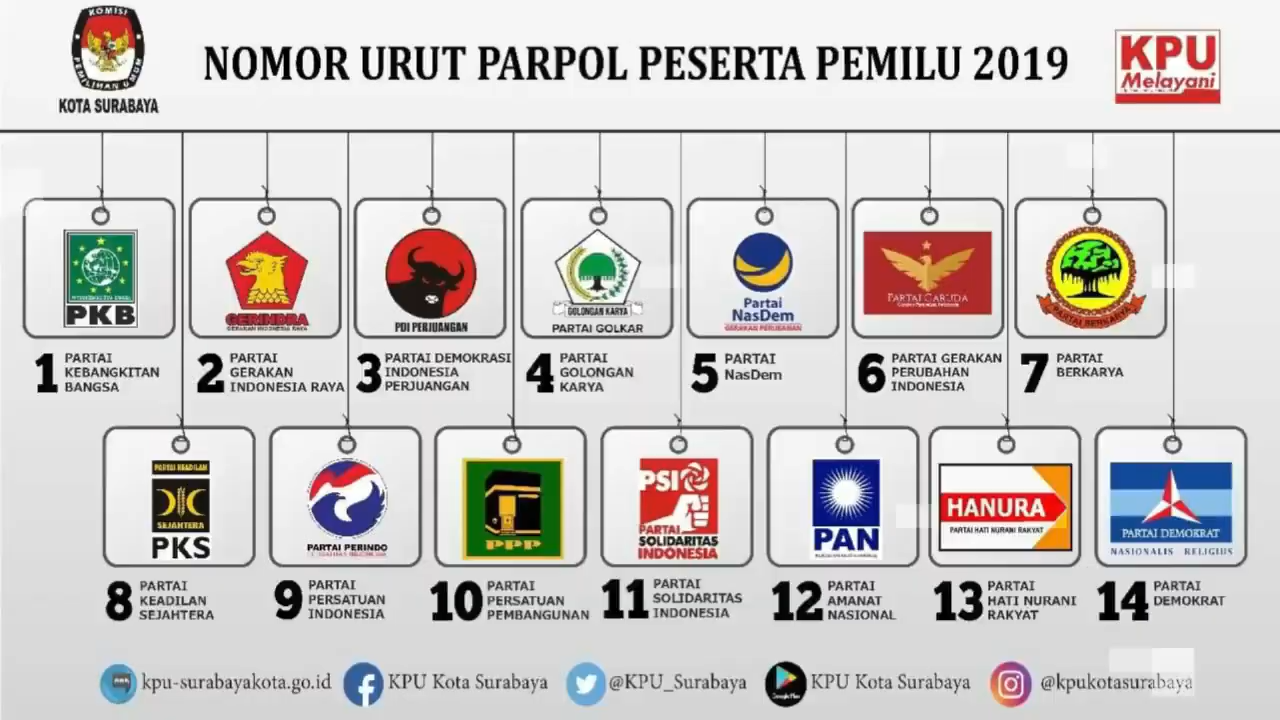 KOMISI
PEMILIHAN UMUM
KOTA SURABAYA
NOMOR URUT PARPOL PESERTA PEMILU 2019
KPU
Melayani
PKB
1 PARTAI
KEBANGKITAN
BANGSA
GERINDRA
GERAKAN INDONESIA RAYA
2 PARTAI
GERAKAN
INDONESIA RAYA
PDI PERJUANGAN
3 PARTAI DEMOKRASI
INDONESIA
PERJUANGAN
GOLONGAN KARYA
PARTAI GOLKAR
4 PARTAI
GOLONGAN
KARYA
Partai
NasDem
GERAKAN PERUBAHAN
5 PARTAI
NasDem
PARTAI GARUDA
6 PARTAI GERAKAN
PERUBAHAN
INDONESIA
PARTAI BERKARYA
7 PARTAI
BERKARYA
PARTAI KEADILAN
SEJAHTERA
PKS
8 PARTAI
KEADILAN
SEJAHTERA
PARTAI PERINDO
9 PARTAI
PERSATUAN
INDONESIA
PPP
10 PARTAI
PERSATUAN
PEMBANGUNAN
PSI
PARTAI
SOLIDARITAS
INDONESIA
11 PARTAI
SOLIDARITAS
INDONESIA
PAN
12 PARTAI
AMANAT
NASIONAL
HANURA
PARTAI HATI NURANI RAKYAT
13 PARTAI
HATI NURANI
RAKYAT
PARTAI DEMOKRAT
NASIONALIS RELIGIUS
14 PARTAI
DEMOKRAT
kpu-surabayakota.go.id
KPU Kota Surabaya
@KPU_Surabaya
Google Play
KPU Kota Surabaya
@kpukotasurabaya